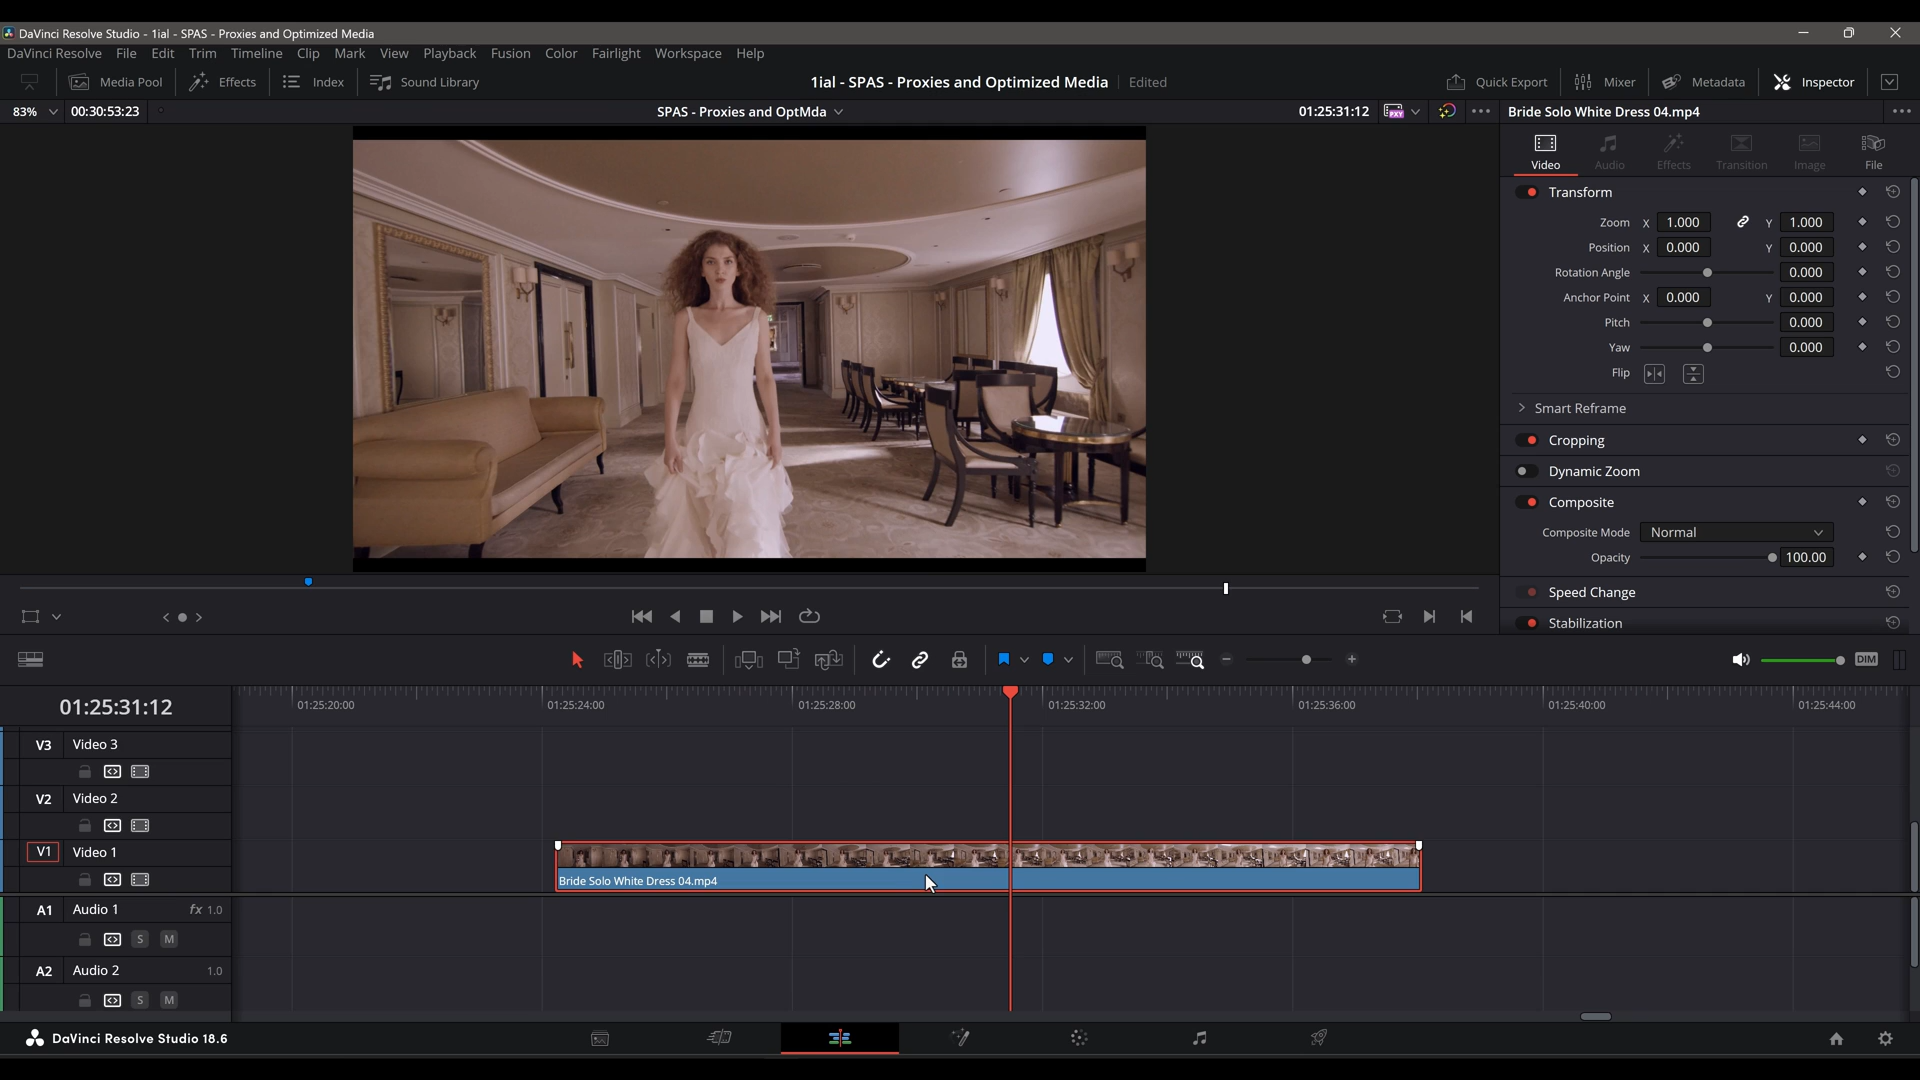 DaVinci Resolve Studio - 1ial - SPAS - Proxies and Optimized Media
DaVinci Resolve File Edit Trim Timeline Clip Mark View Playback Fusion Color Fairlight Workspace Help
Media Pool Effects Index Sound Library 1ial - SPAS - Proxies and Optimized Media Edited Quick Export Mixer Metadata Inspector
83% 00:30:53:23 SPAS - Proxies and OptMda 01:25:31:12 PXY Bride Solo White Dress 04.mp4
Video Audio Effects Transition Image File
Transform
Zoom X 1.000 Y 1.000
Position X 0.000 Y 0.000
Rotation Angle 0.000
Anchor Point X 0.000 Y 0.000
Pitch 0.000
Yaw 0.000
Flip
Smart Reframe
Cropping
Dynamic Zoom
Composite
Composite Mode Normal
Opacity 100.00
Speed Change
Stabilization
DIM
01:25:31:12 01:25:20:00 01:25:24:00 01:25:28:00 01:25:32:00 01:25:36:00 01:25:40:00 01:25:44:00
V3 Video 3
V2 Video 2
V1 Video 1
Bride Solo White Dress 04.mp4
A1 Audio 1 fx 1.0
S M
A2 Audio 2 1.0
S M
DaVinci Resolve Studio 18.6